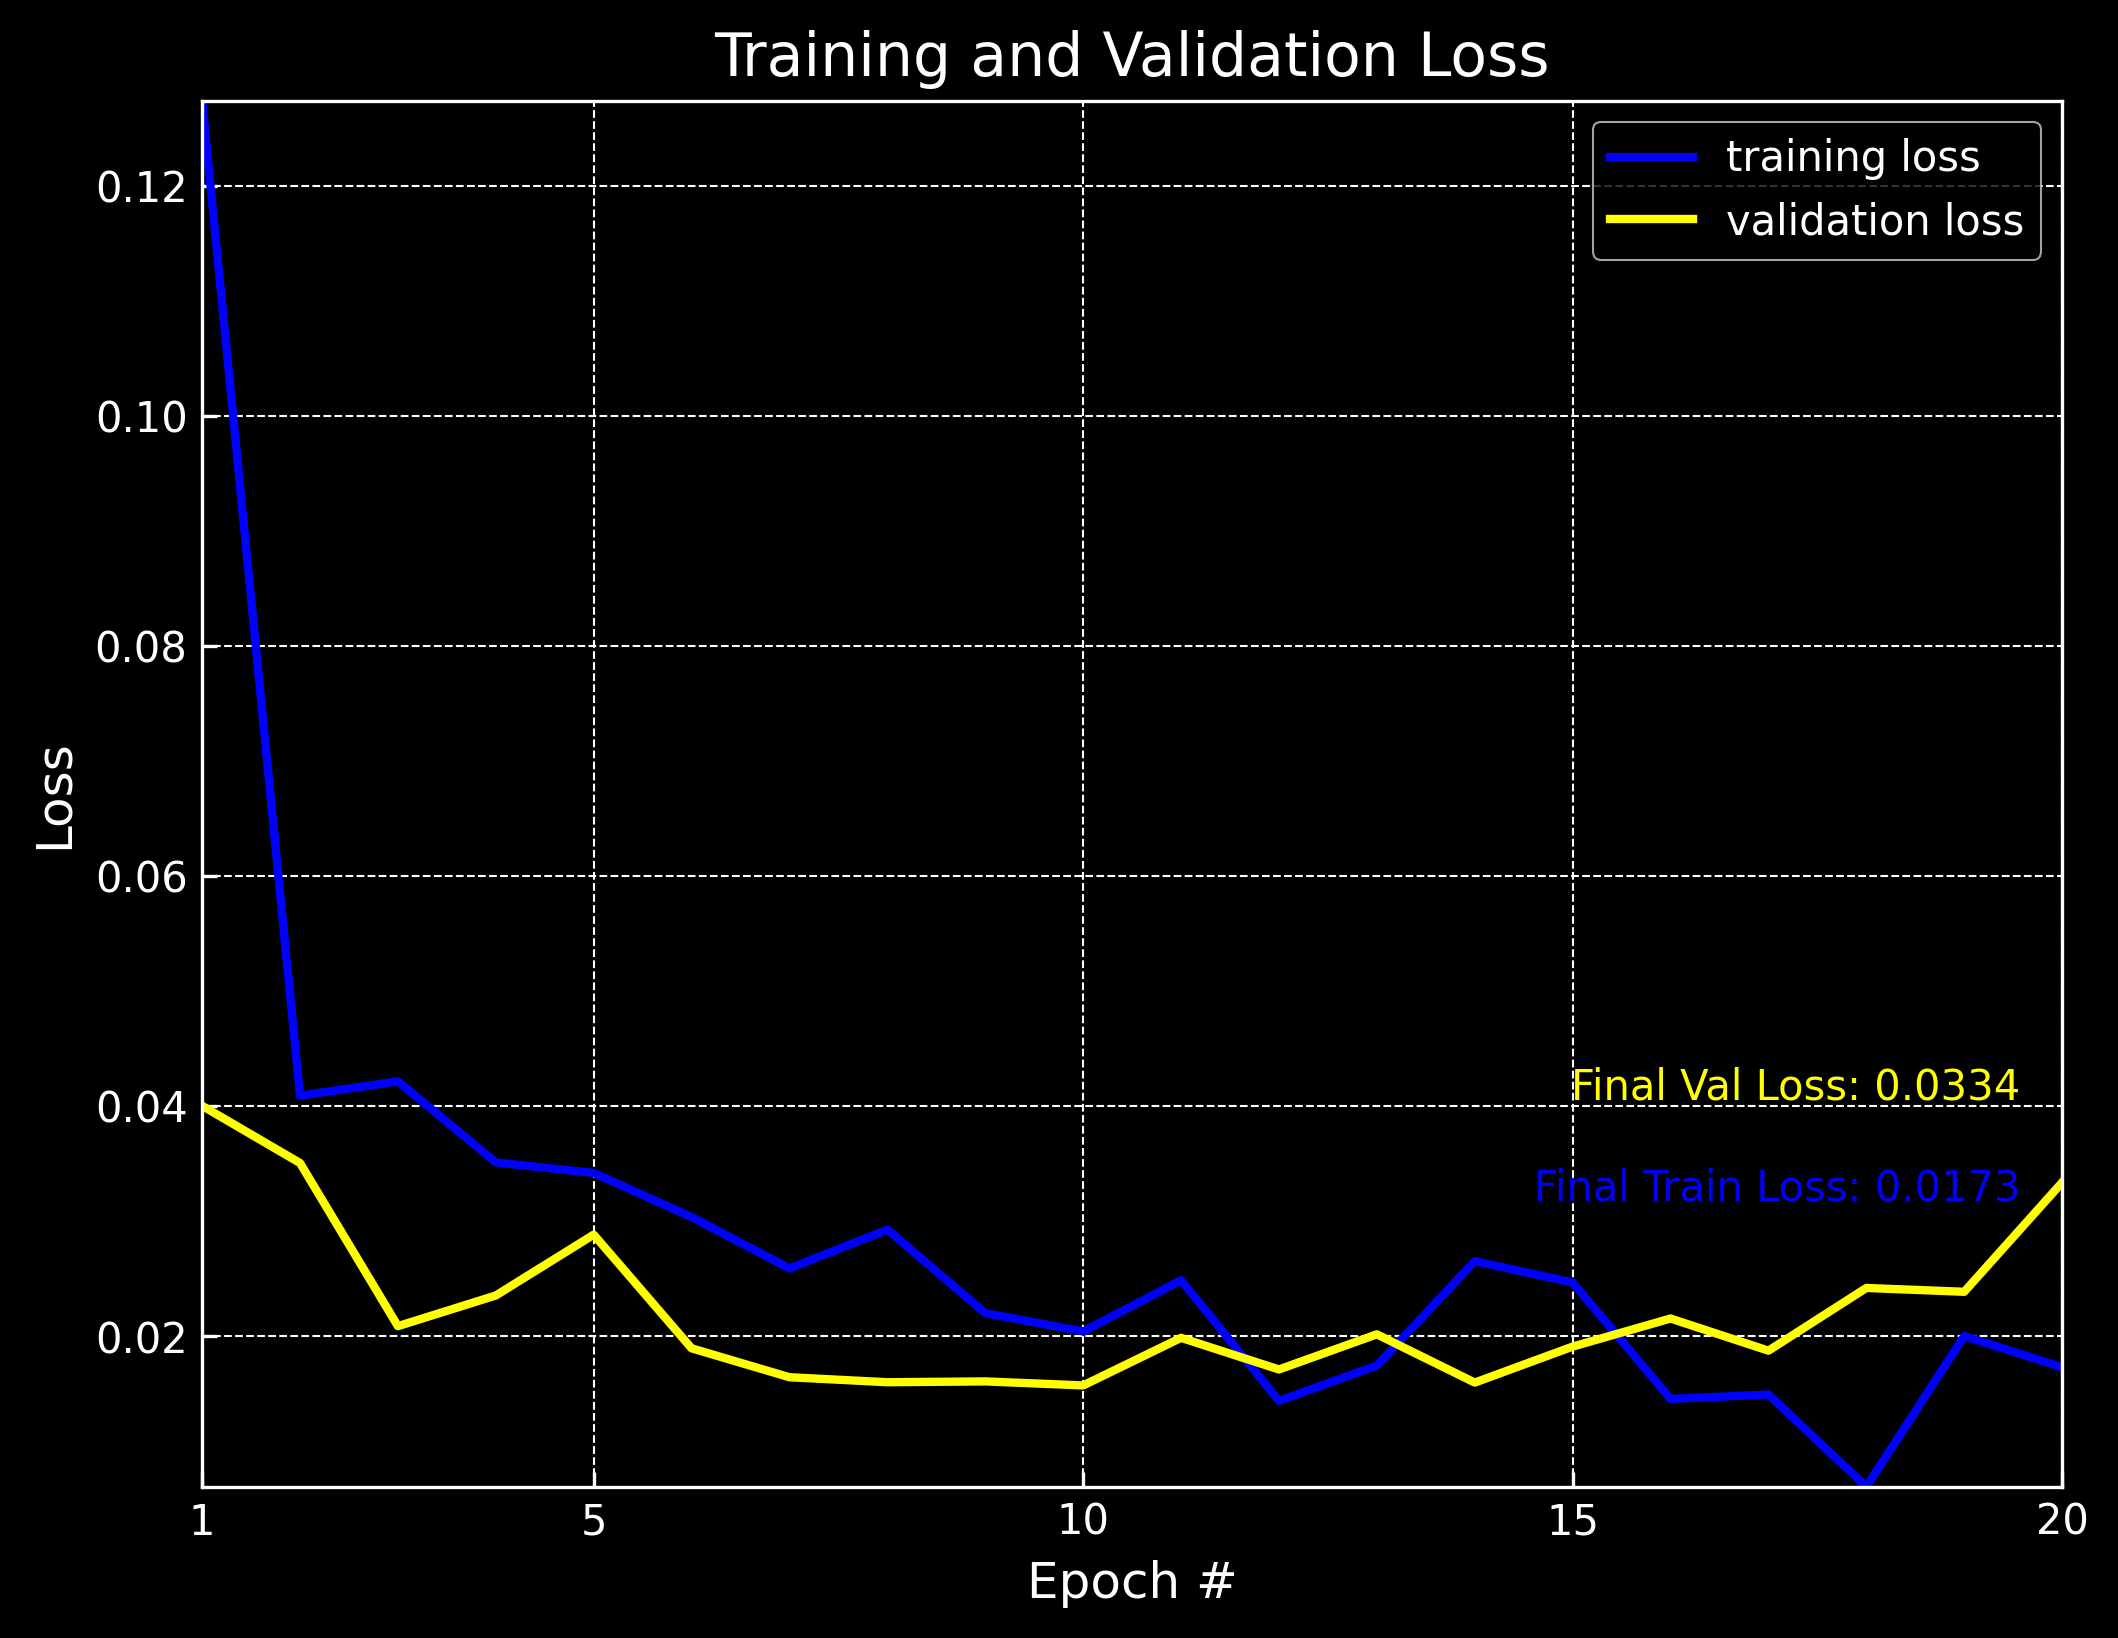 Training and Validation Loss
training loss
validation loss
0.12
0.10
0.08
0.06
0.04
0.02
Loss
Final Val Loss: 0.0334
Final Train Loss: 0.0173
1 5 10 15 20
Epoch #